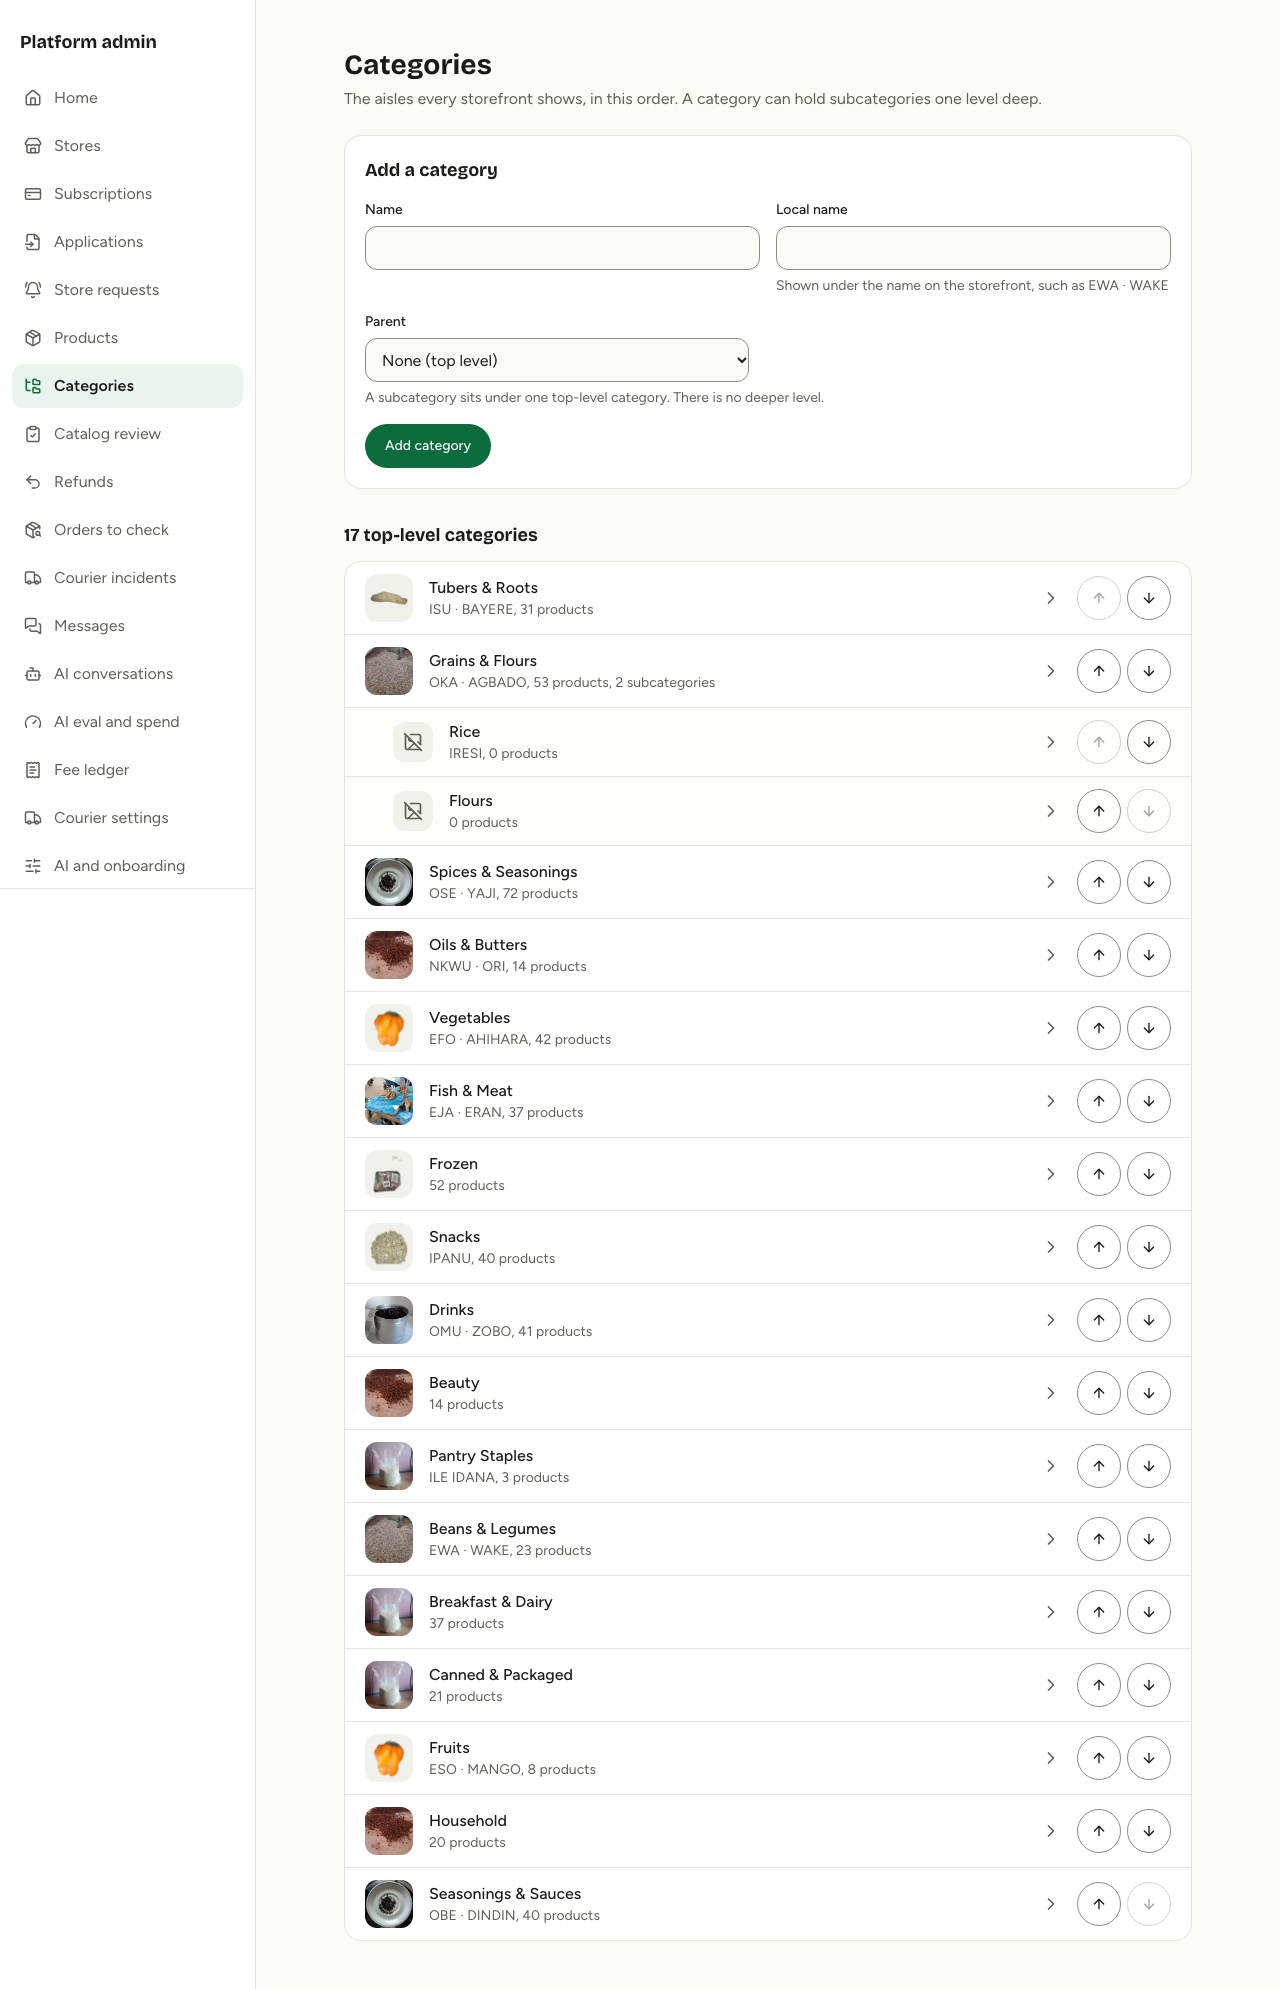 Platform admin
Home
Stores
Subscriptions
Applications
Store requests
Products
Categories
Catalog review
Refunds
Orders to check
Courier incidents
Messages
AI conversations
AI eval and spend
Fee ledger
Courier settings
AI and onboarding
Categories
The aisles every storefront shows, in this order. A category can hold subcategories one level deep.
Add a category
Name
Local name
Shown under the name on the storefront, such as EWA · WAKE
Parent
None (top level)
A subcategory sits under one top-level category. There is no deeper level.
Add category
17 top-level categories
Tubers & Roots
ISU · BAYERE, 31 products
Grains & Flours
OKA · AGBADO, 53 products, 2 subcategories
Rice
IRESI, 0 products
Flours
0 products
Spices & Seasonings
OSE · YAJI, 72 products
Oils & Butters
NKWU · ORI, 14 products
Vegetables
EFO · AHIHARA, 42 products
Fish & Meat
EJA · ERAN, 37 products
Frozen
52 products
Snacks
IPANU, 40 products
Drinks
OMU · ZOBO, 41 products
Beauty
14 products
Pantry Staples
ILE IDANA, 3 products
Beans & Legumes
EWA · WAKE, 23 products
Breakfast & Dairy
37 products
Canned & Packaged
21 products
Fruits
ESO · MANGO, 8 products
Household
20 products
Seasonings & Sauces
OBE · DINDIN, 40 products